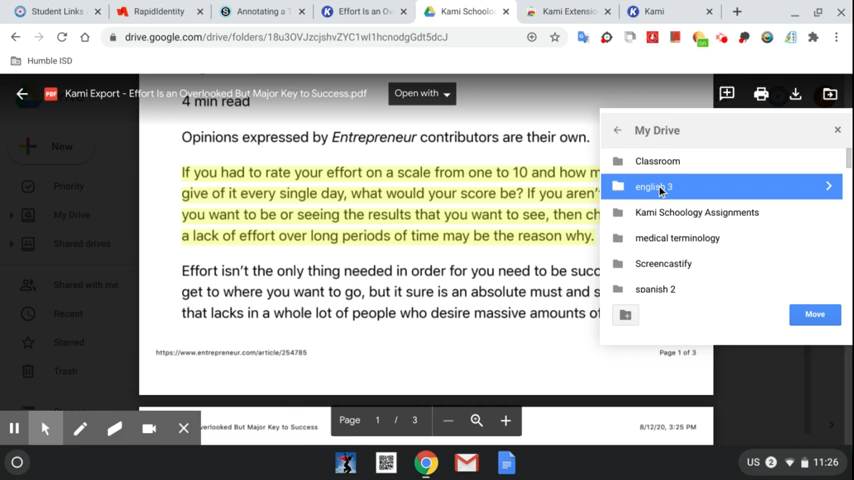 Student Links
RapidIdentity
Annotating a T
Effort Is an Ov
Kami Schoolog
Kami Extension
Kami
drive.google.com/drive/folders/18u3OVJzcjshvZYC1wl1hcnodgGdt5dcJ
Humble ISD
Kami Export - Effort Is an Overlooked But Major Key to Success.pdf
Open with
4 min read
Opinions expressed by Entrepreneur contributors are their own.
If you had to rate your effort on a scale from one to 10 and how m
give of it every single day, what would your score be? If you aren'
you want to be or seeing the results that you want to see, then ch
a lack of effort over long periods of time may be the reason why.
Effort isn't the only thing needed in order for you need to be succ
get to where you want to go, but it sure is an absolute must and s
that lacks in a whole lot of people who desire massive amounts of
https://www.entrepreneur.com/article/254785
Page 1 of 3
New
Priority
My Drive
Shared drives
Shared with me
Recent
Starred
Trash
My Drive
Classroom
english 3
Kami Schoology Assignments
medical terminology
Screencastify
spanish 2
Move
Page 1 / 3
verlooked But Major Key to Success
8/12/20, 3:25 PM
US 2 11:26